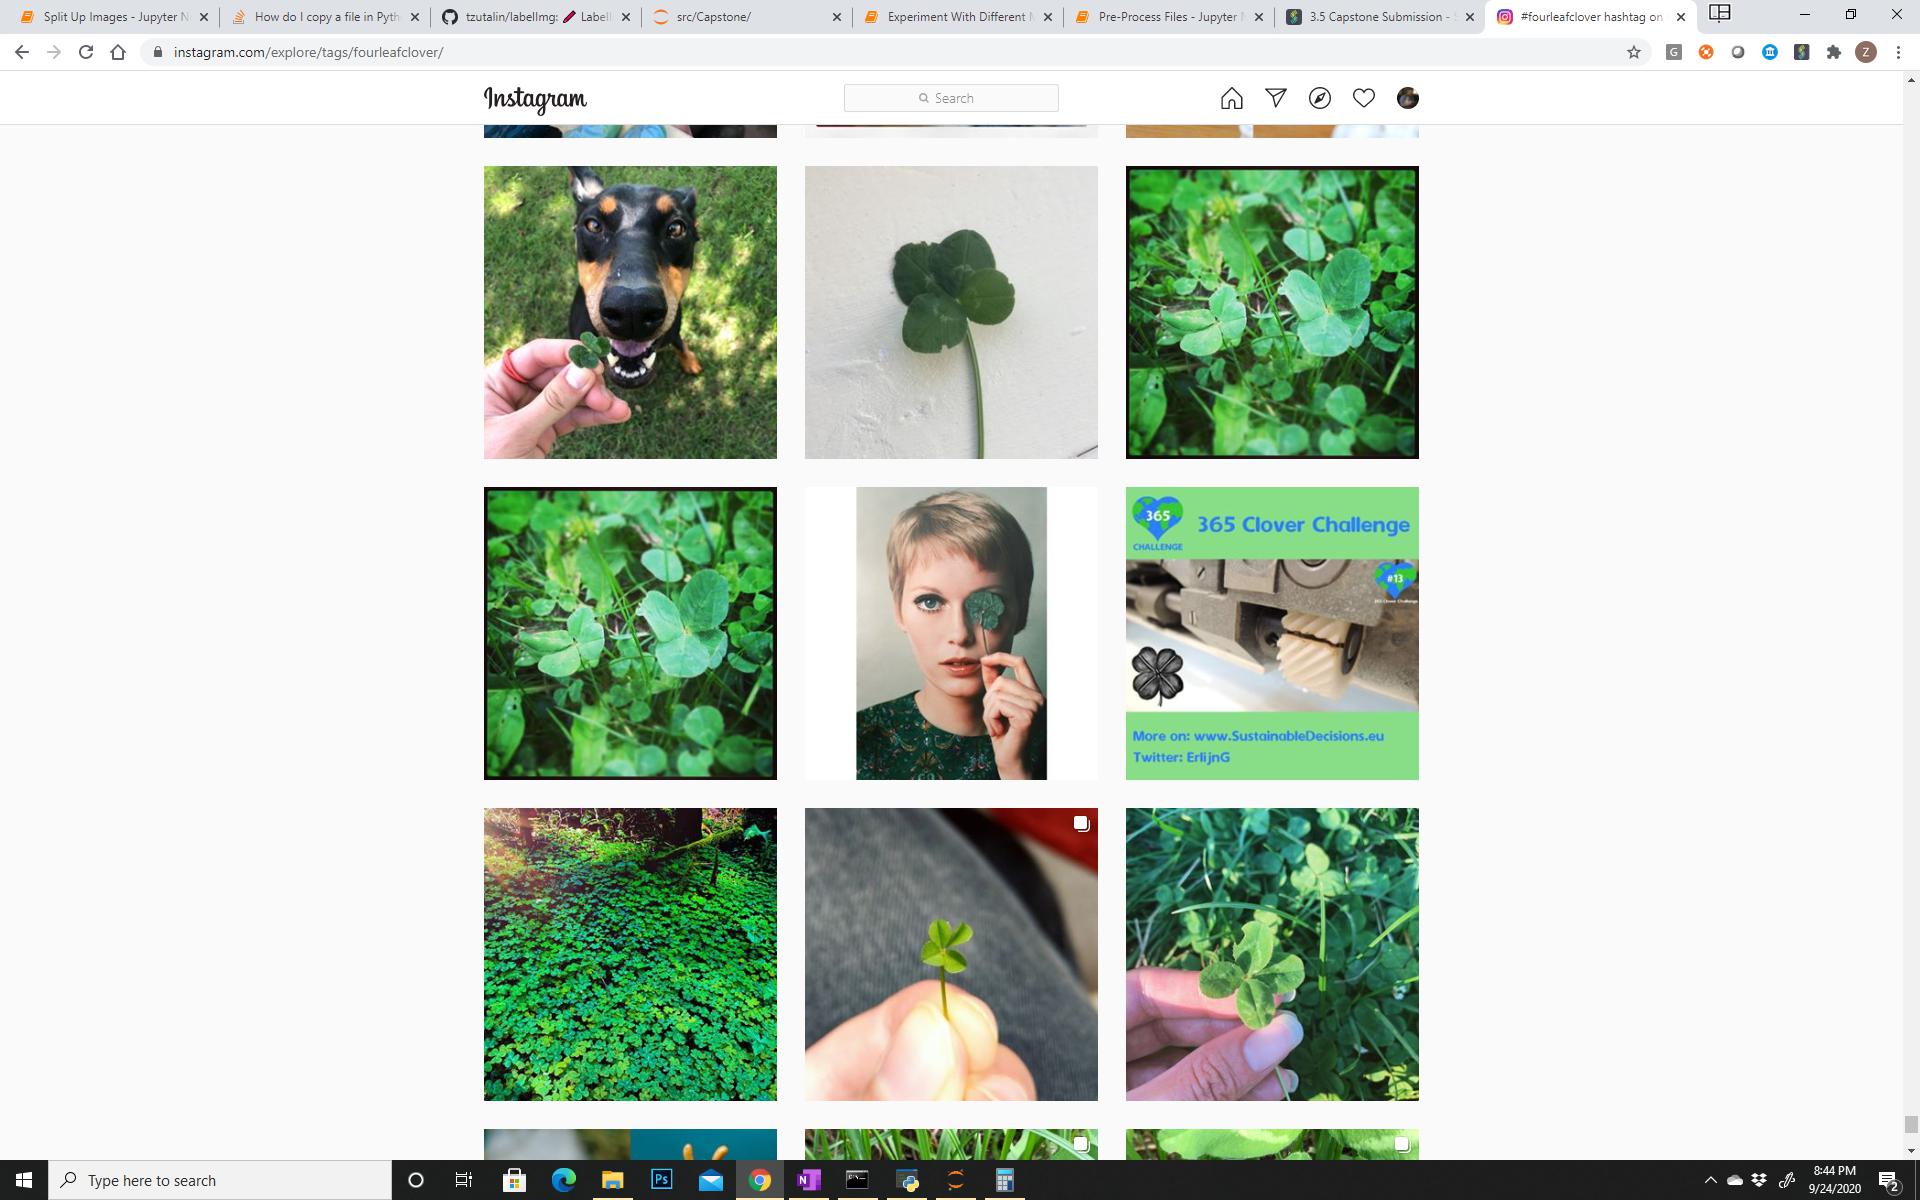 Split Up Images - Jupyter N
How do I copy a file in Pyth
tzutalin/labelImg: Labell
src/Capstone/
Experiment With Different M
Pre-Process Files - Jupyter N
3.5 Capstone Submission - S
#fourleafclover hashtag on
instagram.com/explore/tags/fourleafclover/
G
Z
Instagram
Search
365
CHALLENGE
365 Clover Challenge
#13
365 Clover Challenge
More on: www.SustainableDecisions.eu
Twitter: ErlijnG
Type here to search
Ps
N
8:44 PM
9/24/2020
2